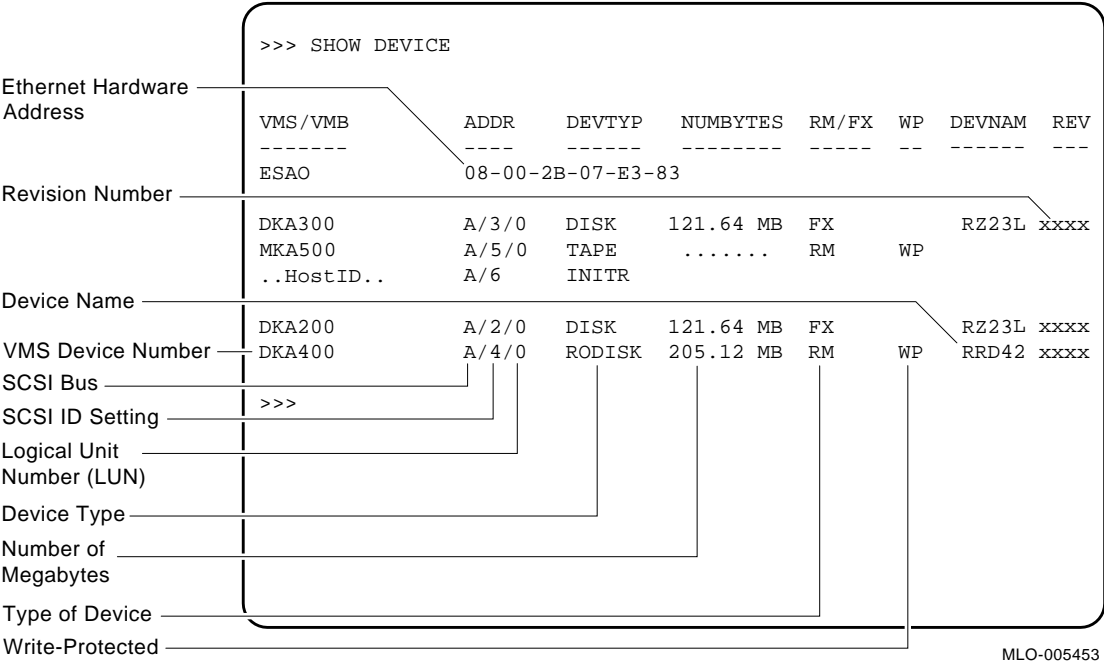 >>> SHOW DEVICE
Ethernet Hardware
Address
VMS/VMB ADDR DEVTYP NUMBYTES RM/FX WP DEVNAM REV
------- ---- ------ -------- ----- -- ------ ---
ESAO 08-00-2B-07-E3-83
Revision Number
DKA300 A/3/0 DISK 121.64 MB FX RZ23L xxxx
MKA500 A/5/0 TAPE ....... RM WP
..HostID.. A/6 INITR
Device Name
DKA200 A/2/0 DISK 121.64 MB FX RZ23L xxxx
VMS Device Number DKA400 A/4/0 RODISK 205.12 MB RM WP RRD42 xxxx
SCSI Bus
>>>
SCSI ID Setting
Logical Unit
Number (LUN)
Device Type
Number of
Megabytes
Type of Device
Write-Protected
MLO-005453